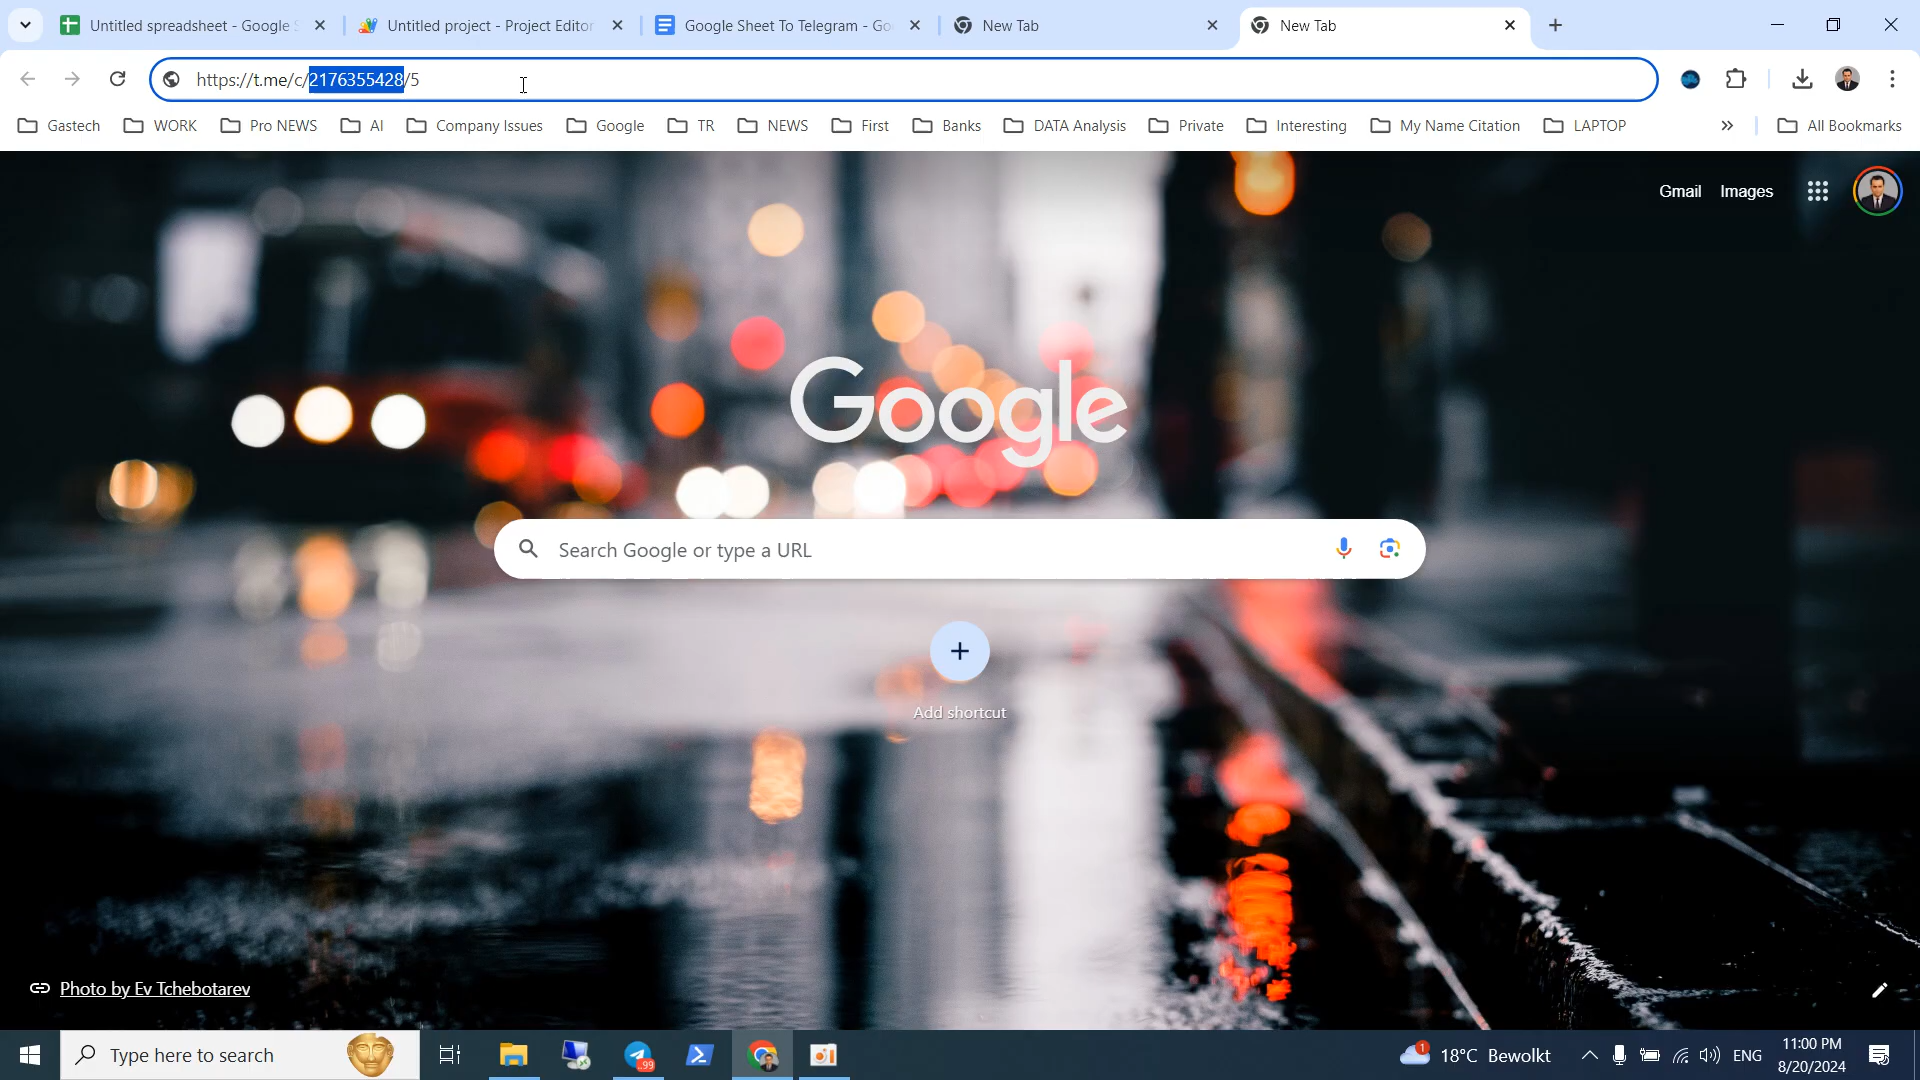 Untitled spreadsheet - Google S
Untitled project - Project Editor
Google Sheet To Telegram - Go
New Tab
New Tab
https://t.me/c/2176355428/5
Gastech
WORK
Pro NEWS
AI
Company Issues
Google
TR
NEWS
First
Banks
DATA Analysis
Private
Interesting
My Name Citation
LAPTOP
All Bookmarks
Gmail
Images
Google
Search Google or type a URL
Add shortcut
Photo by Ev Tchebotarev
Type here to search
99
1
18°C Bewolkt
ENG
11:00 PM
8/20/2024